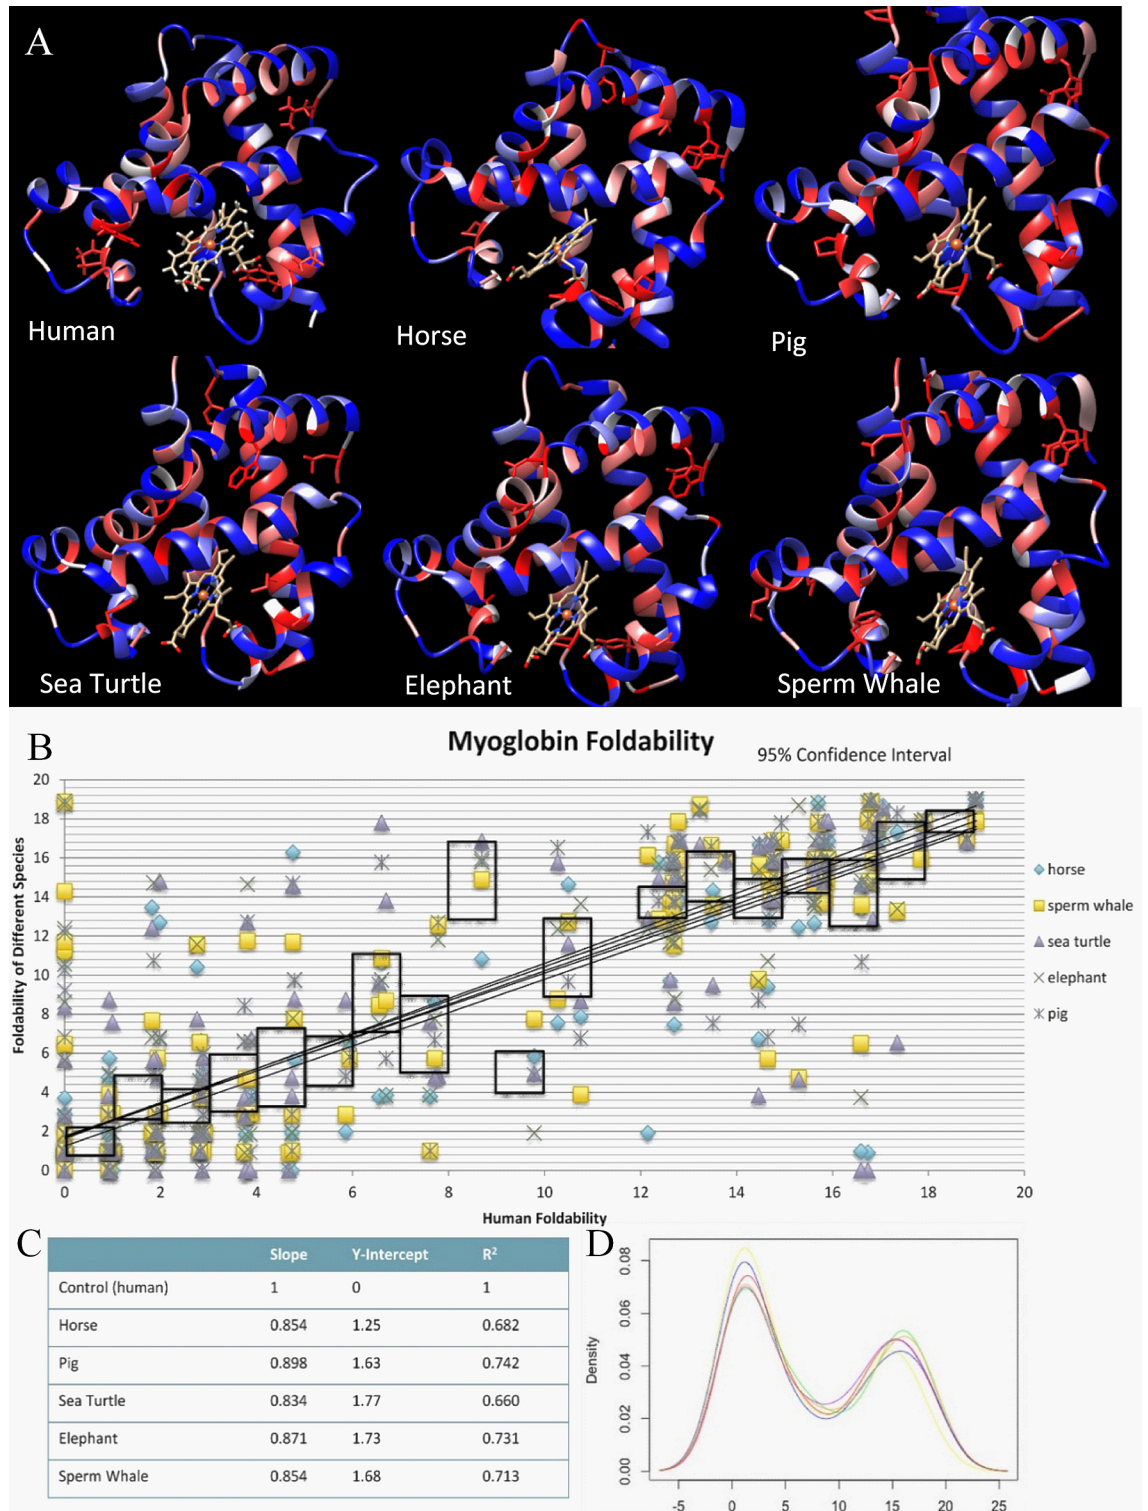 A
Human
Horse
Pig
Sea Turtle
Elephant
Sperm Whale
B
Myoglobin Foldability
95% Confidence Interval
Foldability of Different Species
20
18
16
14
12
10
8
6
4
2
0
0 2 4 6 8 10 12 14 16 18 20
Human Foldability
horse
sperm whale
sea turtle
elephant
pig
C
Slope Y-Intercept R²
Control (human) 1 0 1
Horse 0.854 1.25 0.682
Pig 0.898 1.63 0.742
Sea Turtle 0.834 1.77 0.660
Elephant 0.871 1.73 0.731
Sperm Whale 0.854 1.68 0.713
D
Density
0.08
0.06
0.04
0.02
0.00
-5 0 5 10 15 20 25